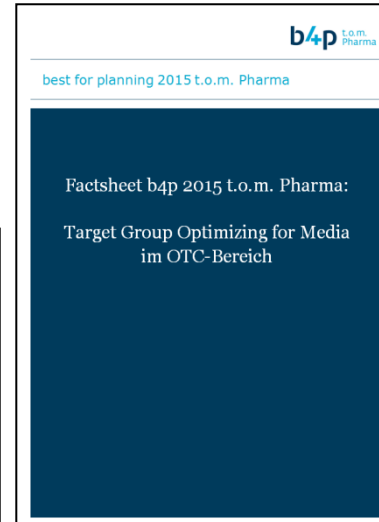 b4p t.o.m.
Pharma
best for planning 2015 t.o.m. Pharma
Factsheet b4p 2015 t.o.m. Pharma:
Target Group Optimizing for Media
im OTC-Bereich